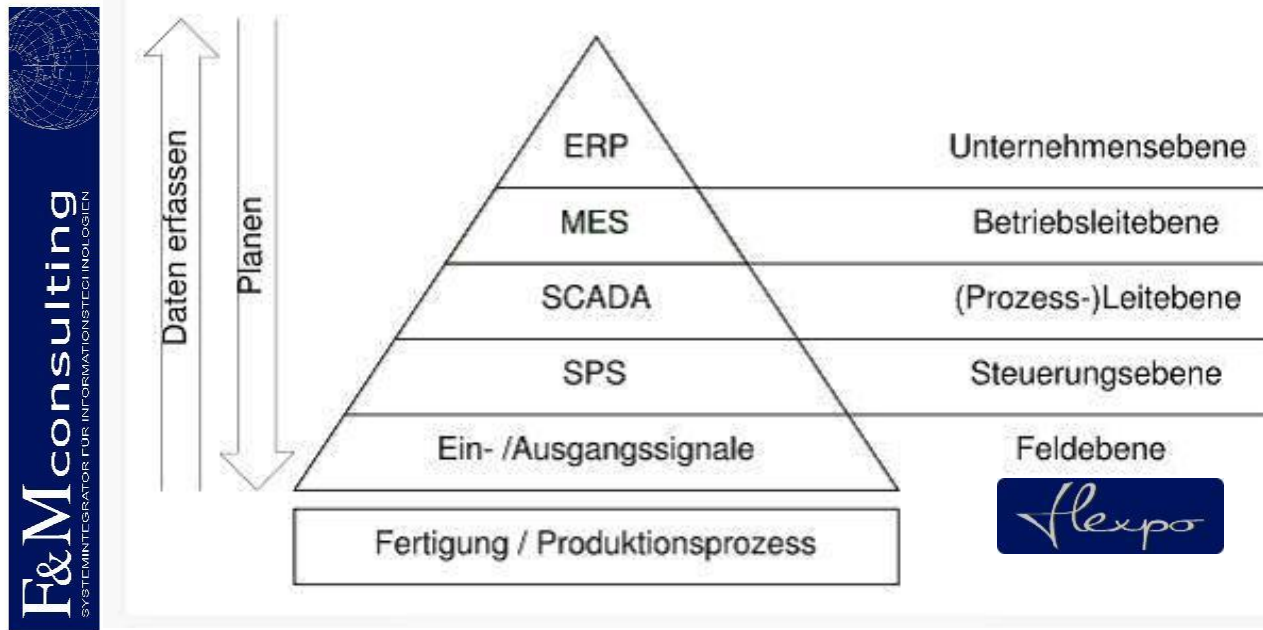 F&M consulting
SYSTEMINTEGRATOR FÜR INFORMATIONSTECHNOLOGIEN
Daten erfassen
Planen
ERP
Unternehmensebene
MES
Betriebsleitebene
SCADA
(Prozess-)Leitebene
SPS
Steuerungsebene
Ein- /Ausgangssignale
Feldebene
flexpo
Fertigung / Produktionsprozess